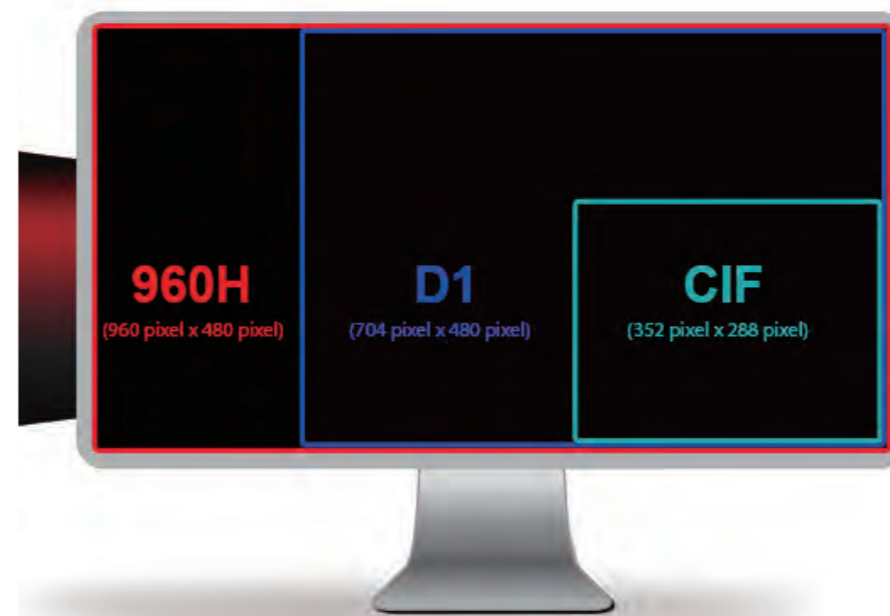 960H
(960 pixel x 480 pixel)
D1
(704 pixel x 480 pixel)
CIF
(352 pixel x 288 pixel)